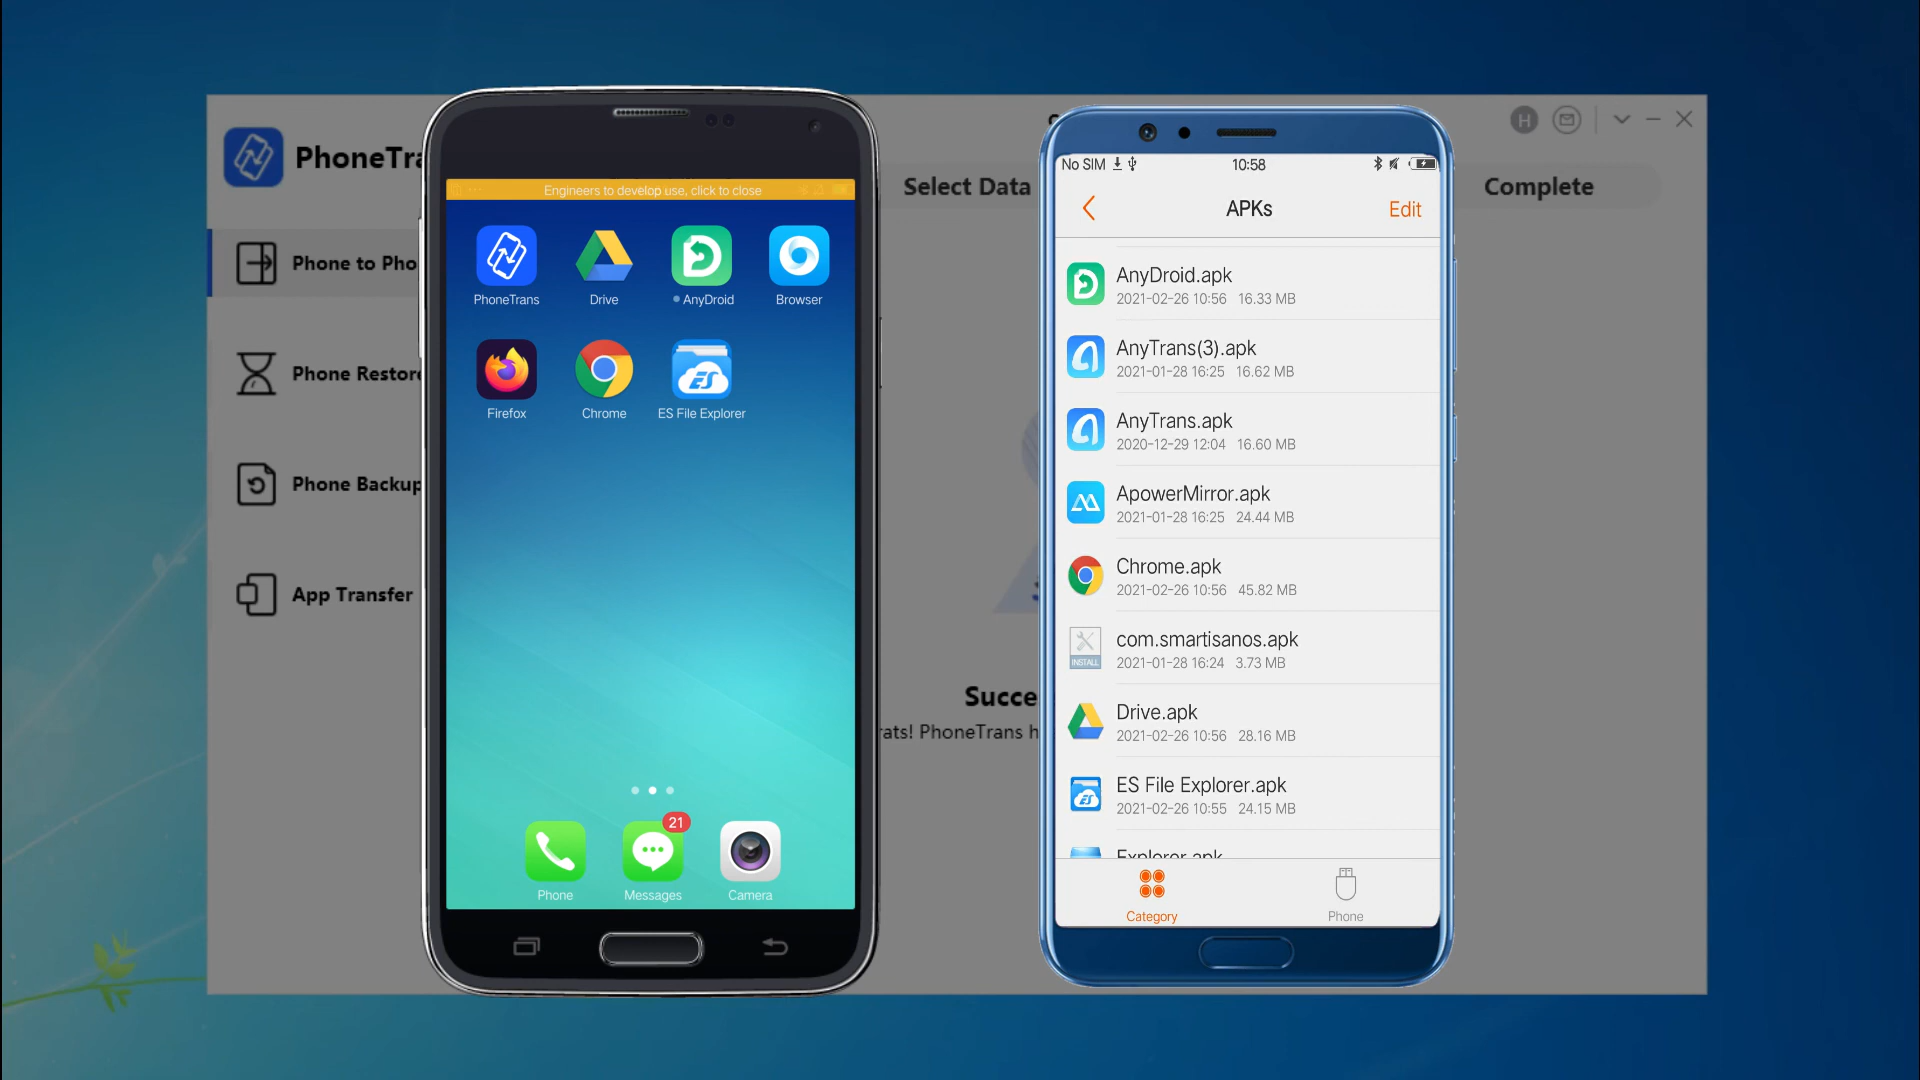 PhoneTra
Phone to Pho
Phone Restore
Phone Backup
App Transfer
Engineers to develop use, click to close
PhoneTrans
Drive
AnyDroid
Browser
Firefox
Chrome
ES
ES File Explorer
21
Phone
Messages
Camera
Select Data
Complete
H
Succe
rats! PhoneTrans h
No SIM
10:58
APKs
Edit
AnyDroid.apk
2021-02-26 10:56 16.33 MB
AnyTrans(3).apk
2021-01-28 16:25 16.62 MB
AnyTrans.apk
2020-12-29 12:04 16.60 MB
ApowerMirror.apk
2021-01-28 16:25 24.44 MB
Chrome.apk
2021-02-26 10:56 45.82 MB
INSTALL
com.smartisanos.apk
2021-01-28 16:24 3.73 MB
Drive.apk
2021-02-26 10:56 28.16 MB
ES
ES File Explorer.apk
2021-02-26 10:55 24.15 MB
Explorer.apk
Category
Phone